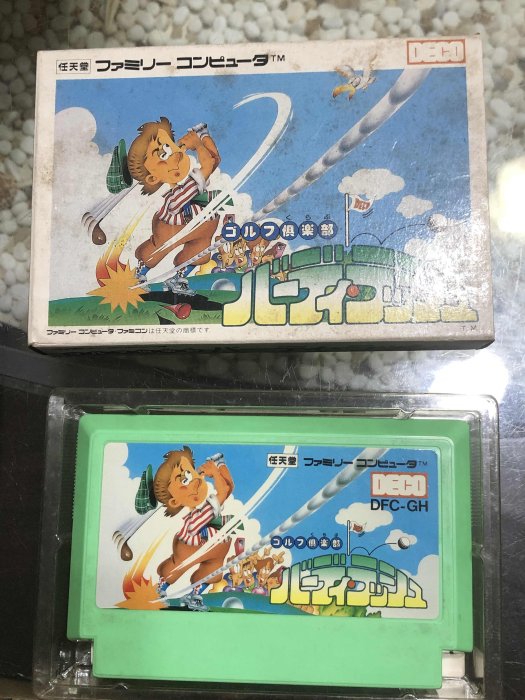 任天堂 ファミリー コンピュータ™
DECO
DECO
くらぶ
ゴルフ倶楽部
バーディーラッシュ
T.M.
ファミリー コンピュータ・ファミコンは任天堂の商標です。
任天堂 ファミリー コンピュータ™
DECO
DFC-GH
ゴルフ倶楽部
バーディーラッシュ